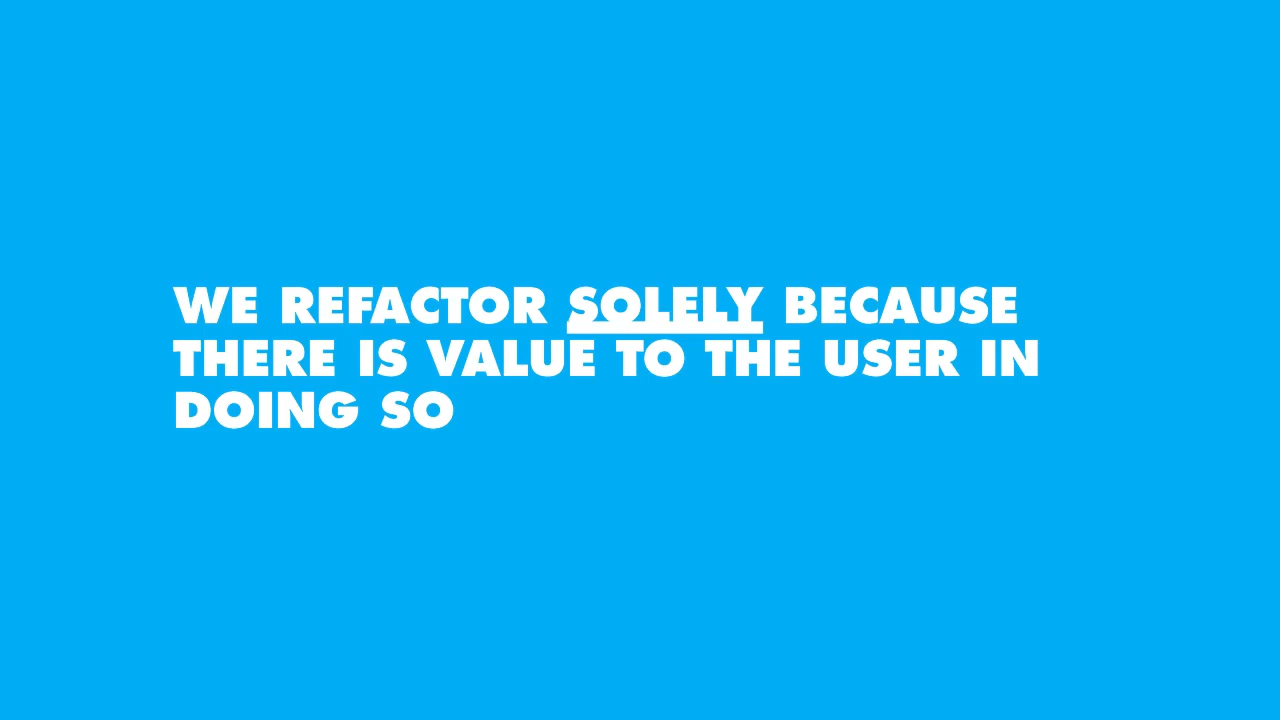 WE REFACTOR SOLELY BECAUSE
THERE IS VALUE TO THE USER IN
DOING SO